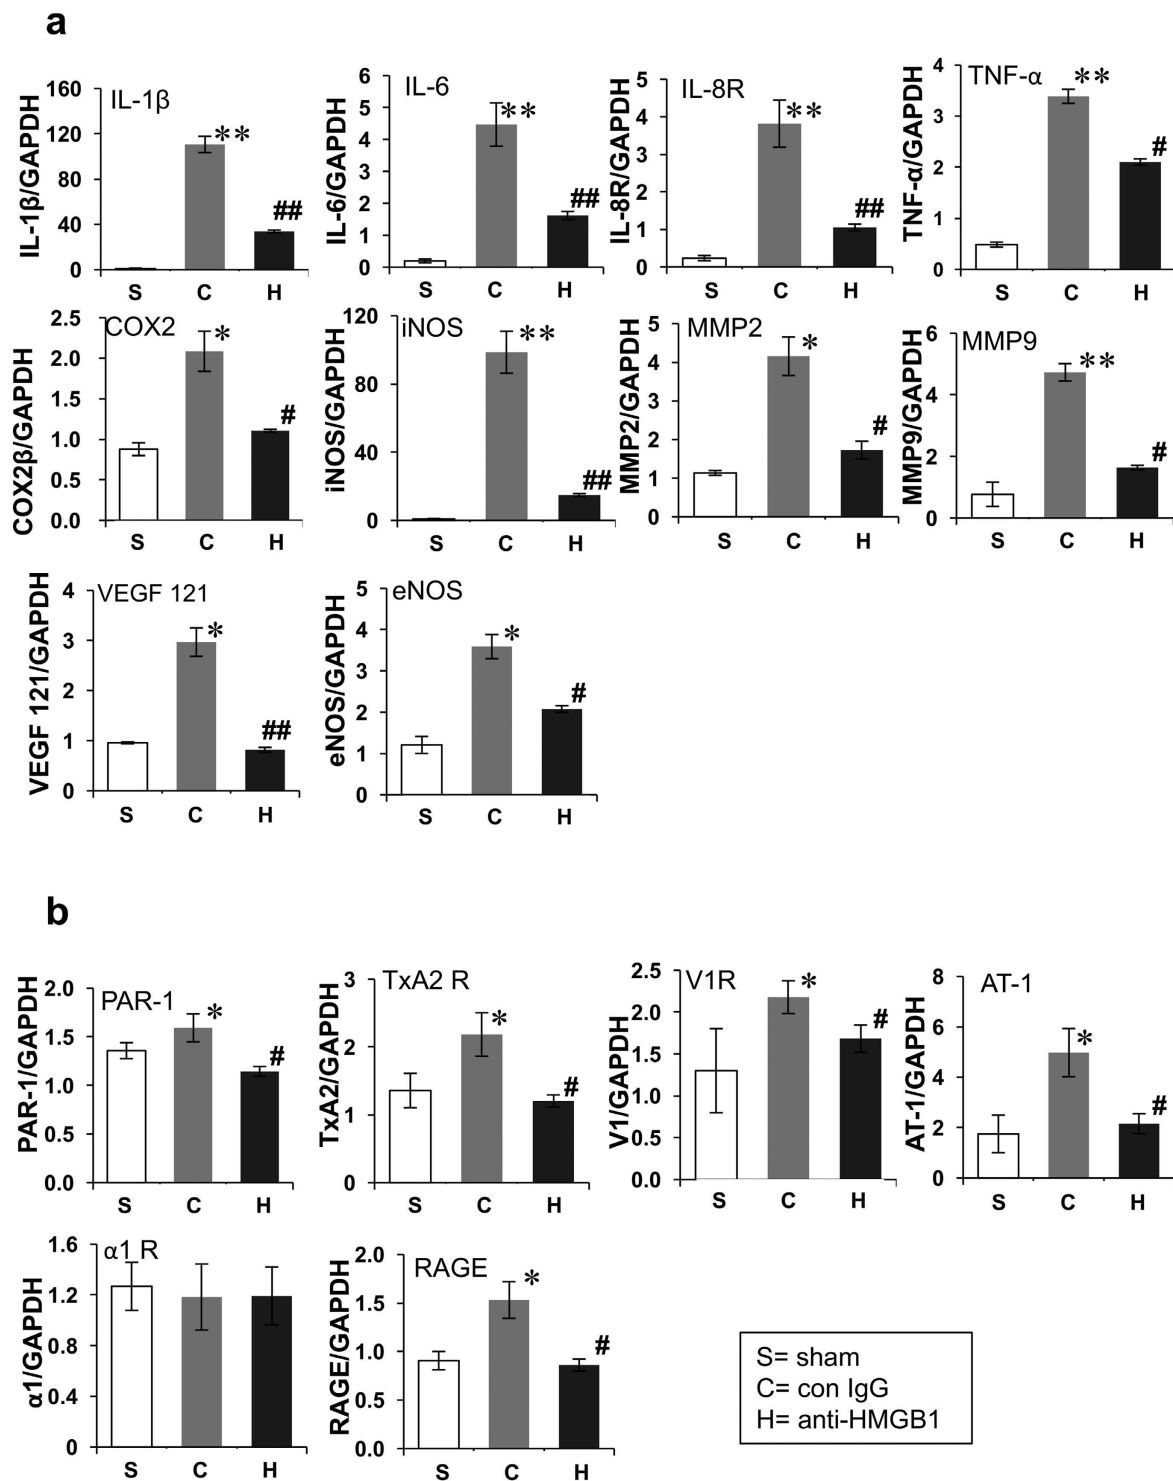 a
IL-1β/GAPDH
160
120
80
40
0
IL-1β
**
##
S C H
IL-6/GAPDH
6
5
4
3
2
1
0
IL-6
**
##
S C H
IL-8R/GAPDH
5
4
3
2
1
0
IL-8R
**
##
S C H
TNF-α/GAPDH
4
3
2
1
0
TNF-α
**
#
S C H
COX2β/GAPDH
2.5
2.0
1.5
1.0
0.5
0.0
COX2
*
#
S C H
iNOS/GAPDH
120
80
40
0
iNOS
**
##
S C H
MMP2/GAPDH
5
4
3
2
1
0
MMP2
*
#
S C H
MMP9/GAPDH
6
4
2
0
MMP9
**
#
S C H
VEGF 121/GAPDH
4
3
2
1
0
VEGF 121
*
##
S C H
eNOS/GAPDH
5
4
3
2
1
0
eNOS
*
#
S C H
b
PAR-1/GAPDH
2.0
1.5
1.0
0.5
0.0
PAR-1
*
#
S C H
TxA2/GAPDH
3
2
1
0
TxA2 R
*
#
S C H
V1/GAPDH
2.5
2.0
1.5
1.0
0.5
0.0
V1R
*
#
S C H
AT-1/GAPDH
8
6
4
2
0
AT-1
*
#
S C H
α1/GAPDH
1.6
1.2
0.8
0.4
0
α1 R
S C H
RAGE/GAPDH
2.0
1.5
1.0
0.5
0.0
RAGE
*
#
S C H
S= sham
C= con IgG
H= anti-HMGB1